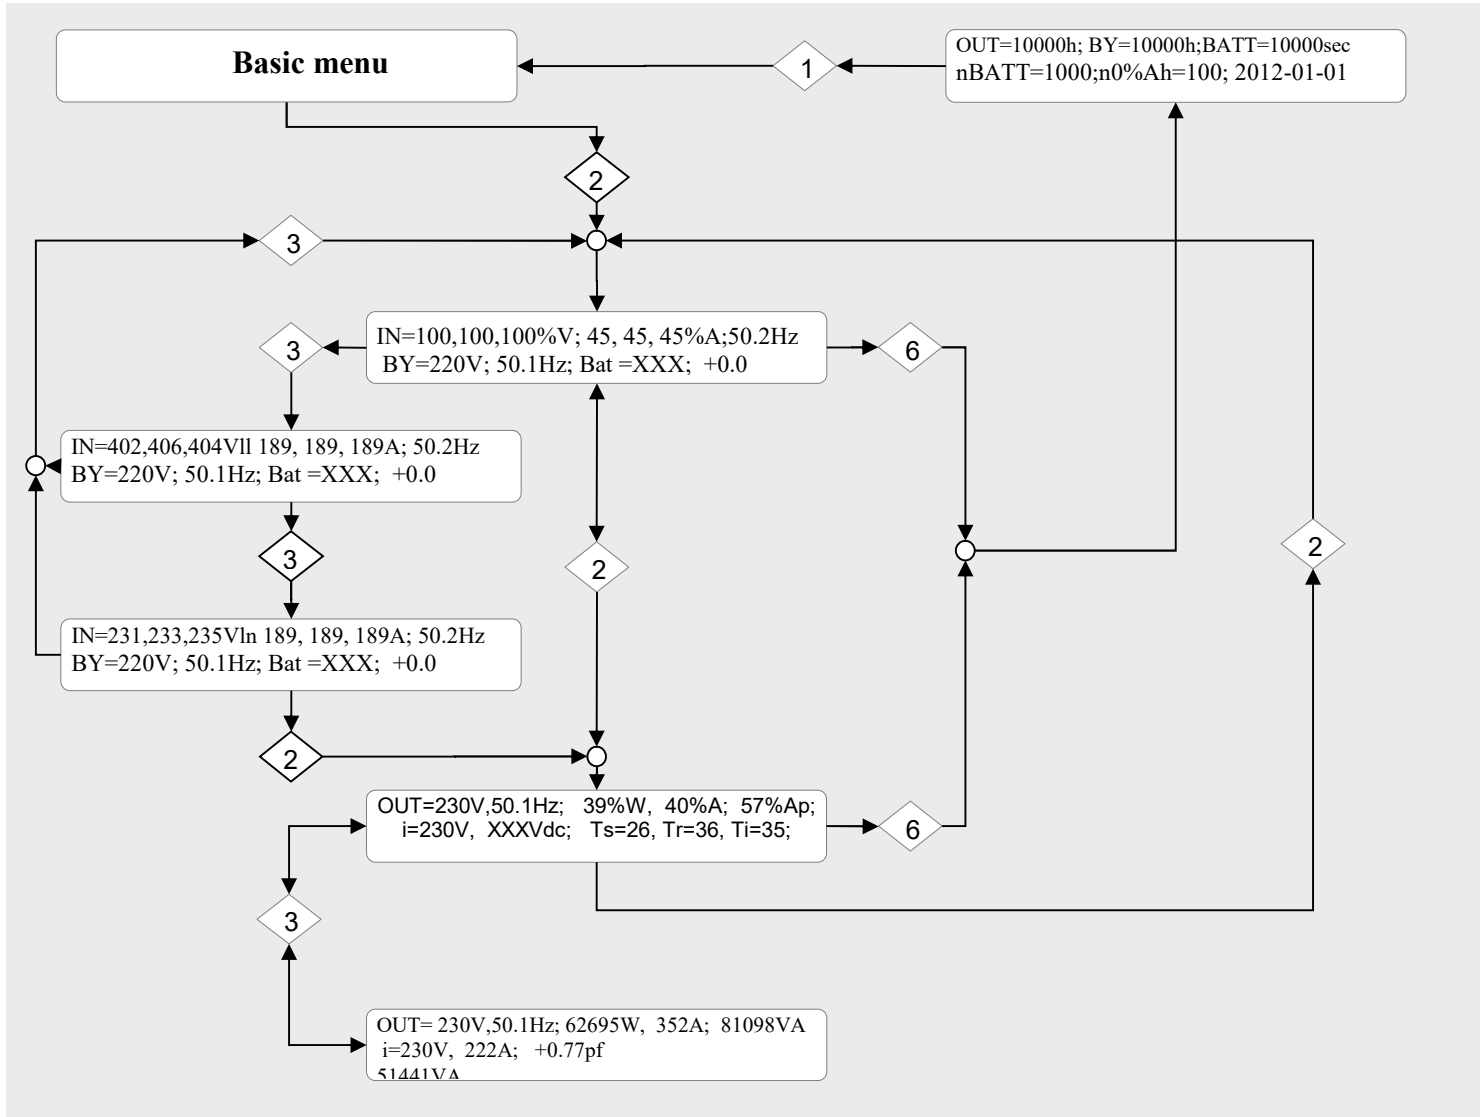 Basic menu
1
OUT=10000h; BY=10000h;BATT=10000sec
nBATT=1000;n0%Ah=100; 2012-01-01
2
3
3
IN=100,100,100%V; 45, 45, 45%A;50.2Hz
BY=220V; 50.1Hz; Bat =XXX; +0.0
6
IN=402,406,404Vll 189, 189, 189A; 50.2Hz
BY=220V; 50.1Hz; Bat =XXX; +0.0
3
2
2
IN=231,233,235Vln 189, 189, 189A; 50.2Hz
BY=220V; 50.1Hz; Bat =XXX; +0.0
2
OUT=230V,50.1Hz; 39%W, 40%A; 57%Ap;
i=230V, XXXVdc; Ts=26, Tr=36, Ti=35;
6
3
OUT= 230V,50.1Hz; 62695W, 352A; 81098VA
i=230V, 222A; +0.77pf
51441VA